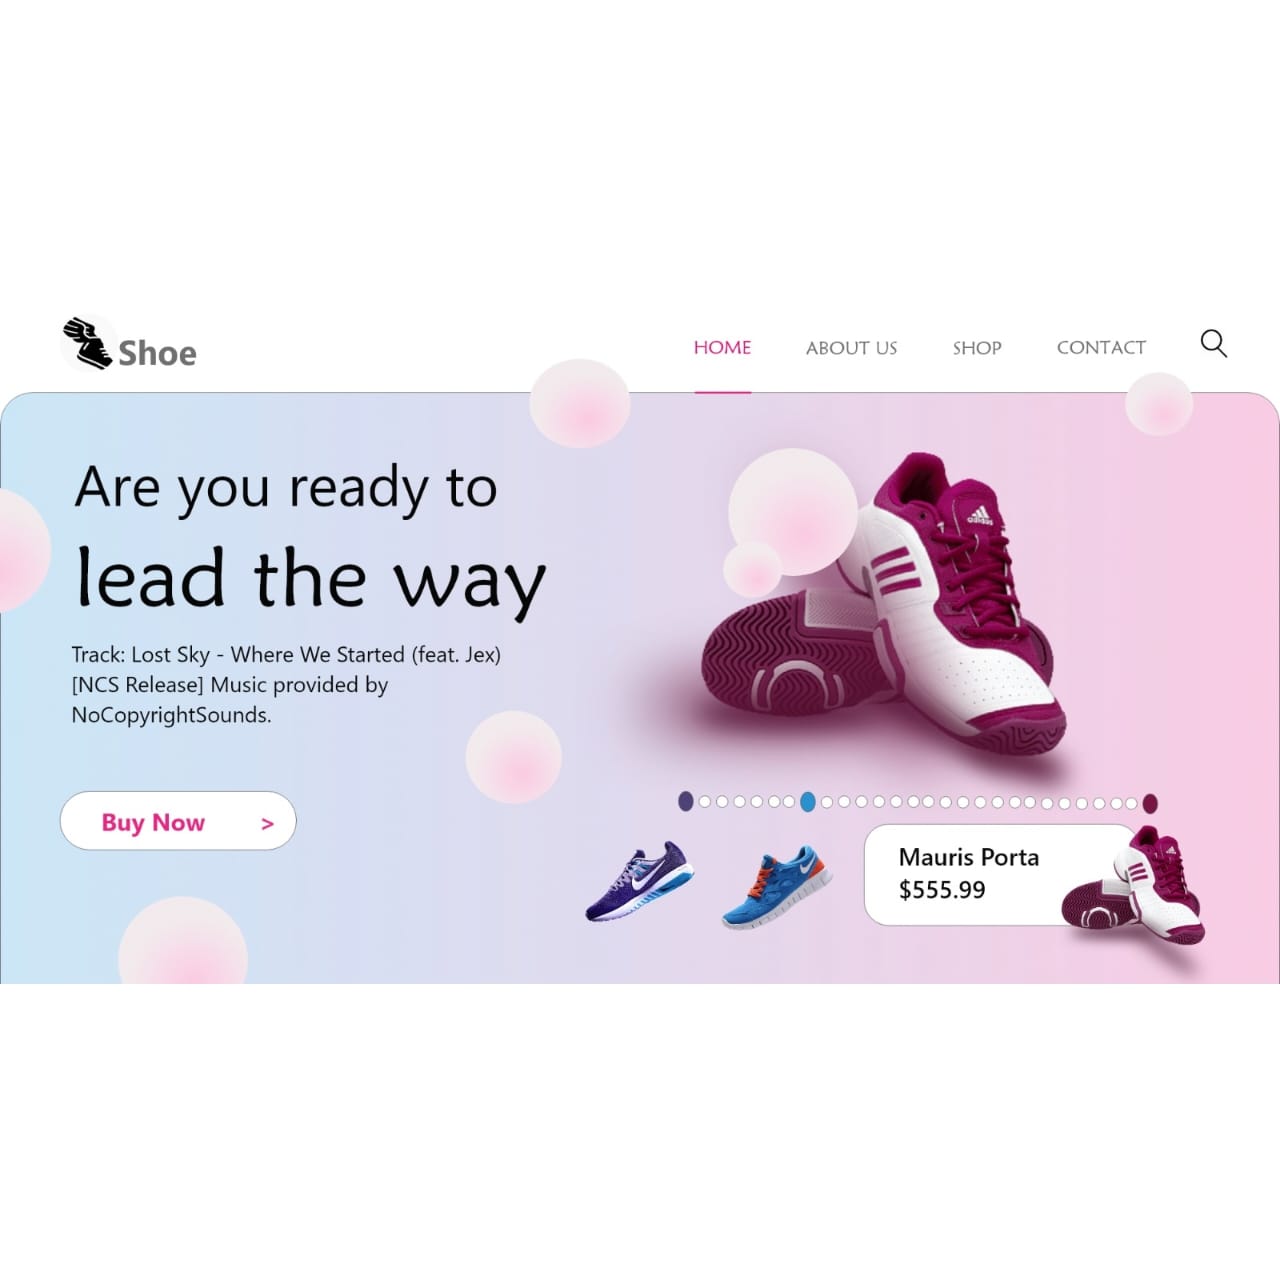 Shoe
HOME
ABOUT US
SHOP
CONTACT
Are you ready to
lead the way
Track: Lost Sky - Where We Started (feat. Jex)
[NCS Release] Music provided by
NoCopyrightSounds.
adidas
Buy Now >
Mauris Porta
$555.99